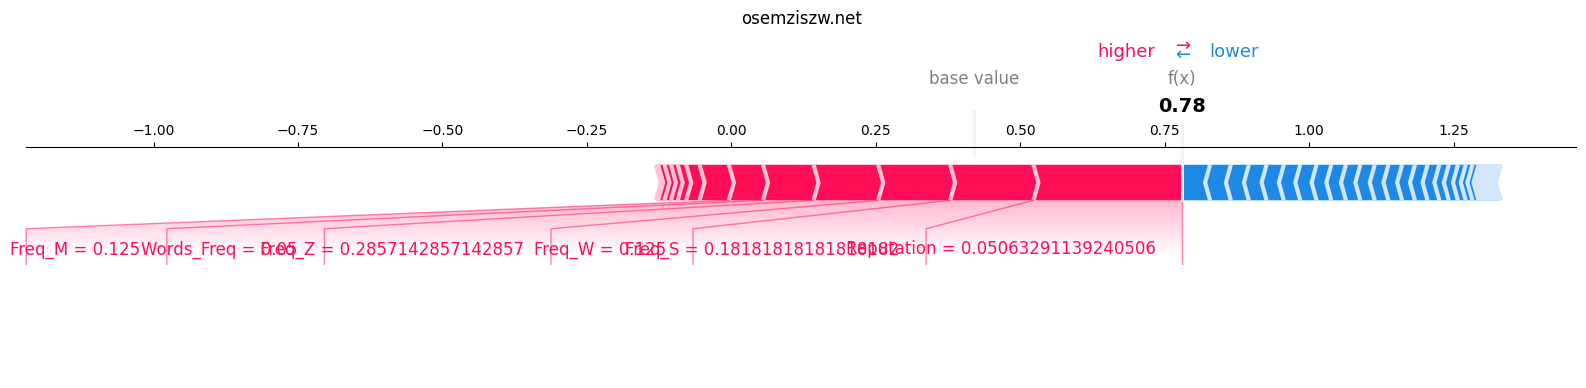 osemziszw.net
higher ⇄ lower
base value f(x)
0.78
−1.00 −0.75 −0.50 −0.25 0.00 0.25 0.50 0.75 1.00 1.25
Freq_M = 0.125 Words_Freq = 0.05 Freq_Z = 0.2857142857142857 Freq_W = 0.125 Freq_S = 0.18181818181818182 Reputation = 0.05063291139240506